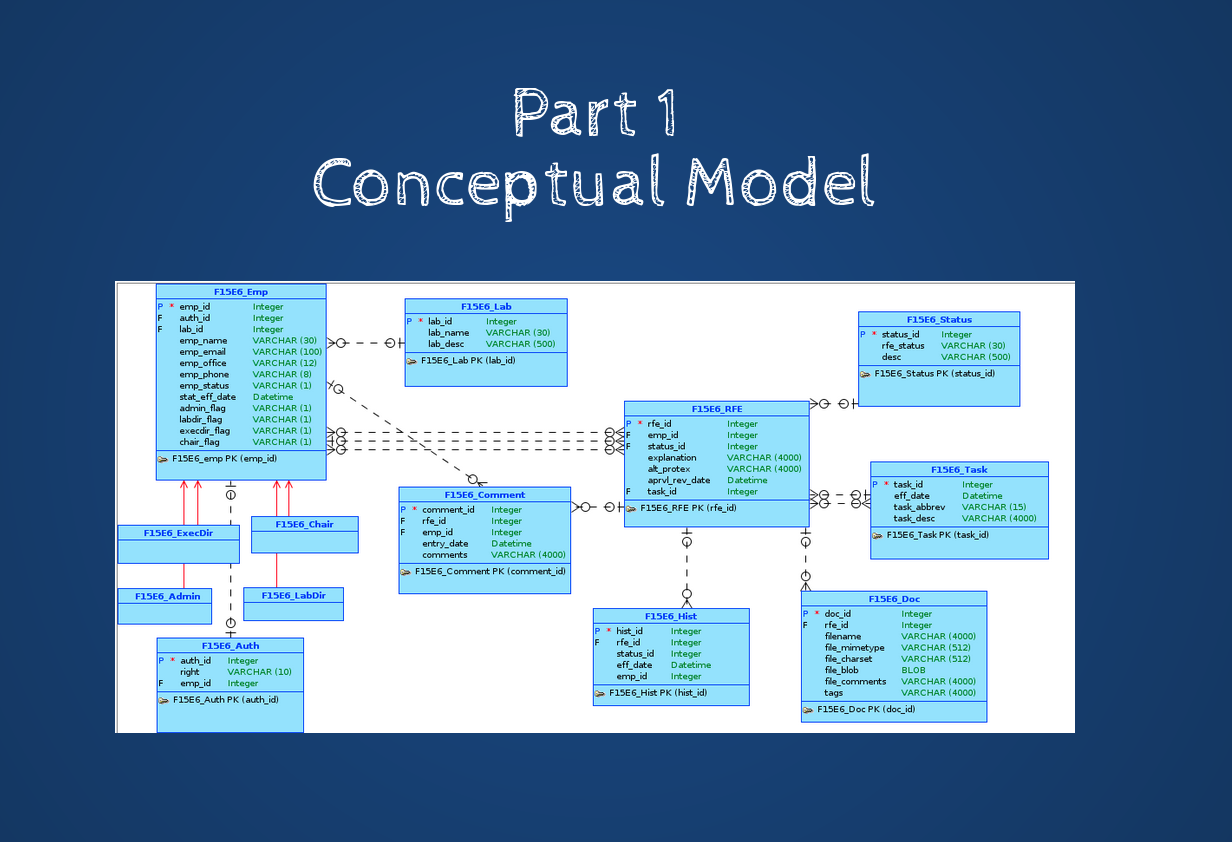 Part 1
Conceptual Model
F15E6_Emp
P * emp_id Integer
F auth_id Integer
F lab_id Integer
emp_name VARCHAR (30)
emp_email VARCHAR (100)
emp_office VARCHAR (12)
emp_phone VARCHAR (8)
emp_status VARCHAR (1)
stat_eff_date Datetime
admin_flag VARCHAR (1)
labdir_flag VARCHAR (1)
execdir_flag VARCHAR (1)
chair_flag VARCHAR (1)
F15E6_emp PK (emp_id)
F15E6_Lab
P * lab_id Integer
lab_name VARCHAR (30)
lab_desc VARCHAR (500)
F15E6_Lab PK (lab_id)
F15E6_Status
P * status_id Integer
rfe_status VARCHAR (30)
desc VARCHAR (500)
F15E6_Status PK (status_id)
F15E6_RFE
P * rfe_id Integer
F emp_id Integer
F status_id Integer
explanation VARCHAR (4000)
alt_protex VARCHAR (4000)
aprvl_rev_date Datetime
F task_id Integer
F15E6_RFE PK (rfe_id)
F15E6_Task
P * task_id Integer
eff_date Datetime
task_abbrev VARCHAR (15)
task_desc VARCHAR (4000)
F15E6_Task PK (task_id)
F15E6_Comment
P * comment_id Integer
F rfe_id Integer
F emp_id Integer
entry_date Datetime
comments VARCHAR (4000)
F15E6_Comment PK (comment_id)
F15E6_ExecDir
F15E6_Chair
F15E6_Admin
F15E6_LabDir
F15E6_Auth
P * auth_id Integer
right VARCHAR (10)
F emp_id Integer
F15E6_Auth PK (auth_id)
F15E6_Hist
P * hist_id Integer
F rfe_id Integer
status_id Integer
eff_date Datetime
emp_id Integer
F15E6_Hist PK (hist_id)
F15E6_Doc
P * doc_id Integer
F rfe_id Integer
filename VARCHAR (4000)
file_mimetype VARCHAR (512)
file_charset VARCHAR (512)
file_blob BLOB
file_comments VARCHAR (4000)
tags VARCHAR (4000)
F15E6_Doc PK (doc_id)